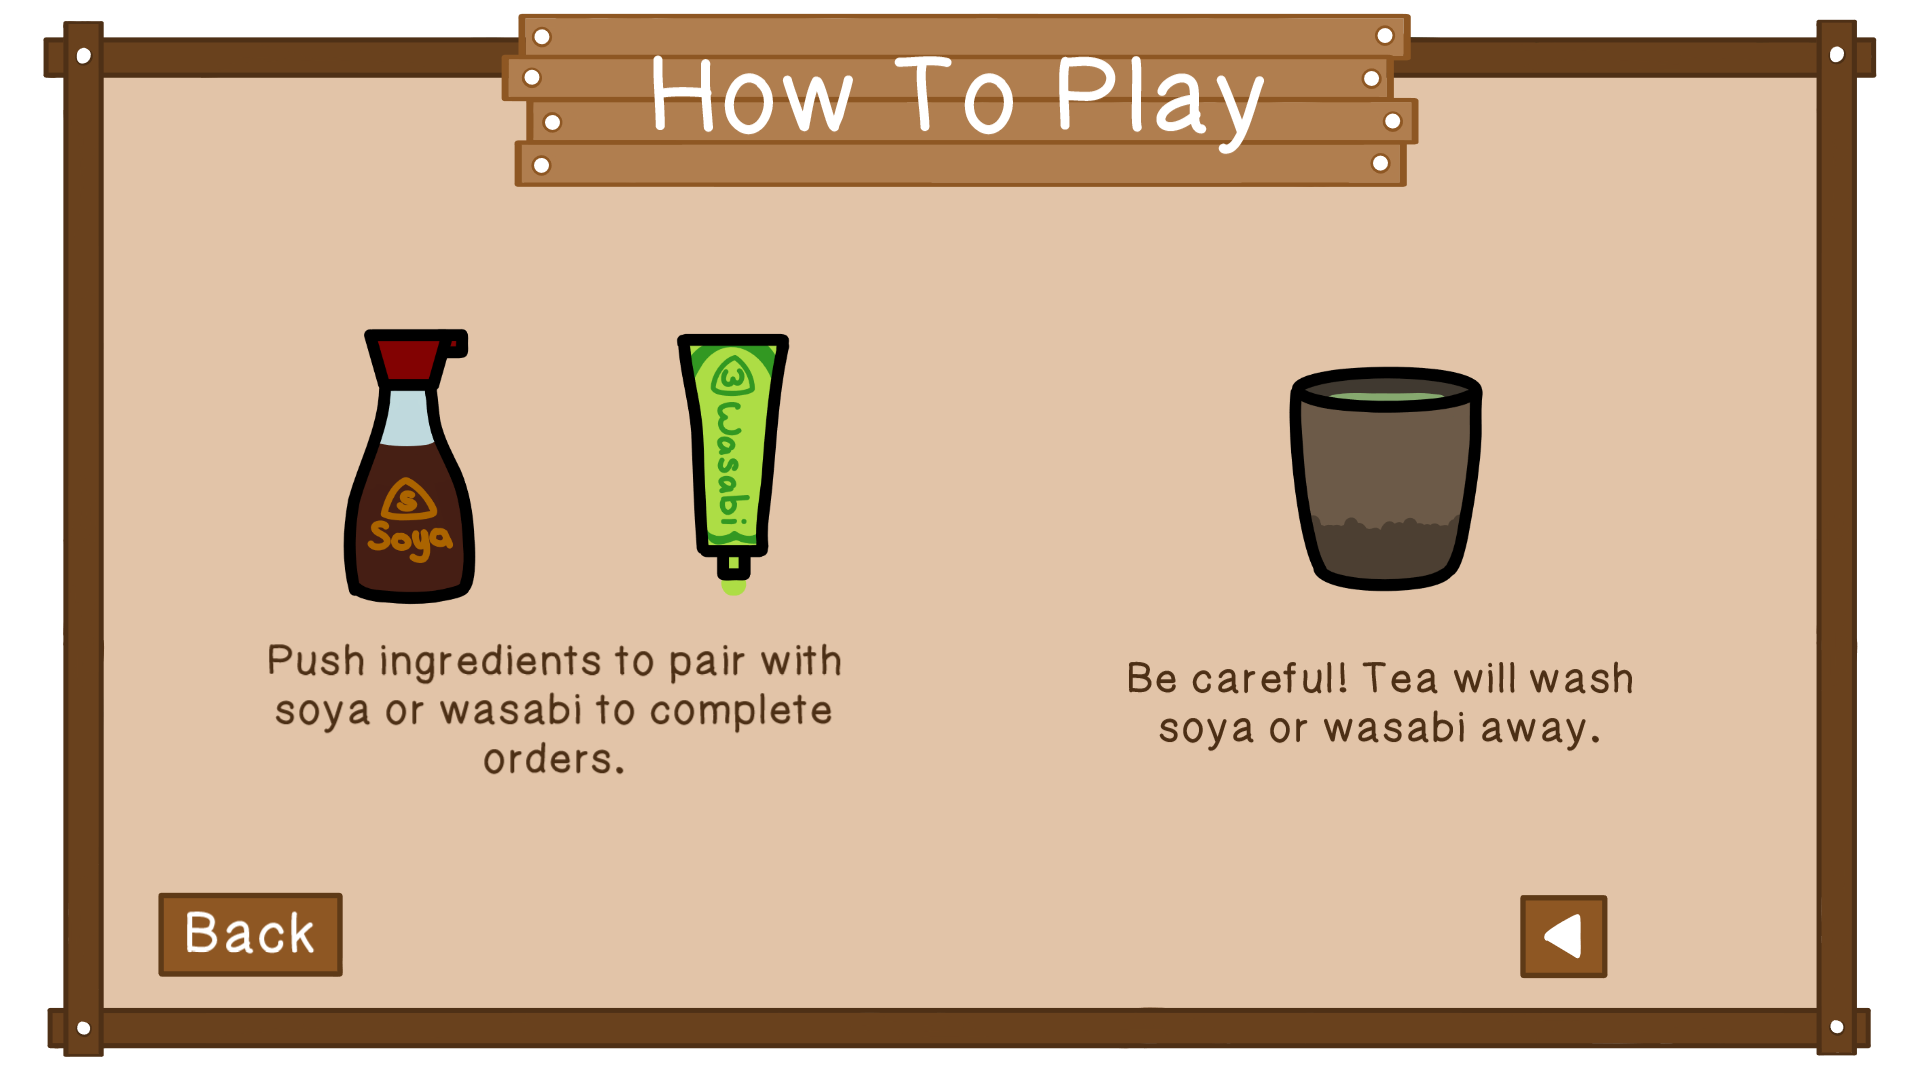 How To Play
S
Soya
W
Wasabi
Push ingredients to pair with
soya or wasabi to complete
orders.
Be careful! Tea will wash
soya or wasabi away.
Back